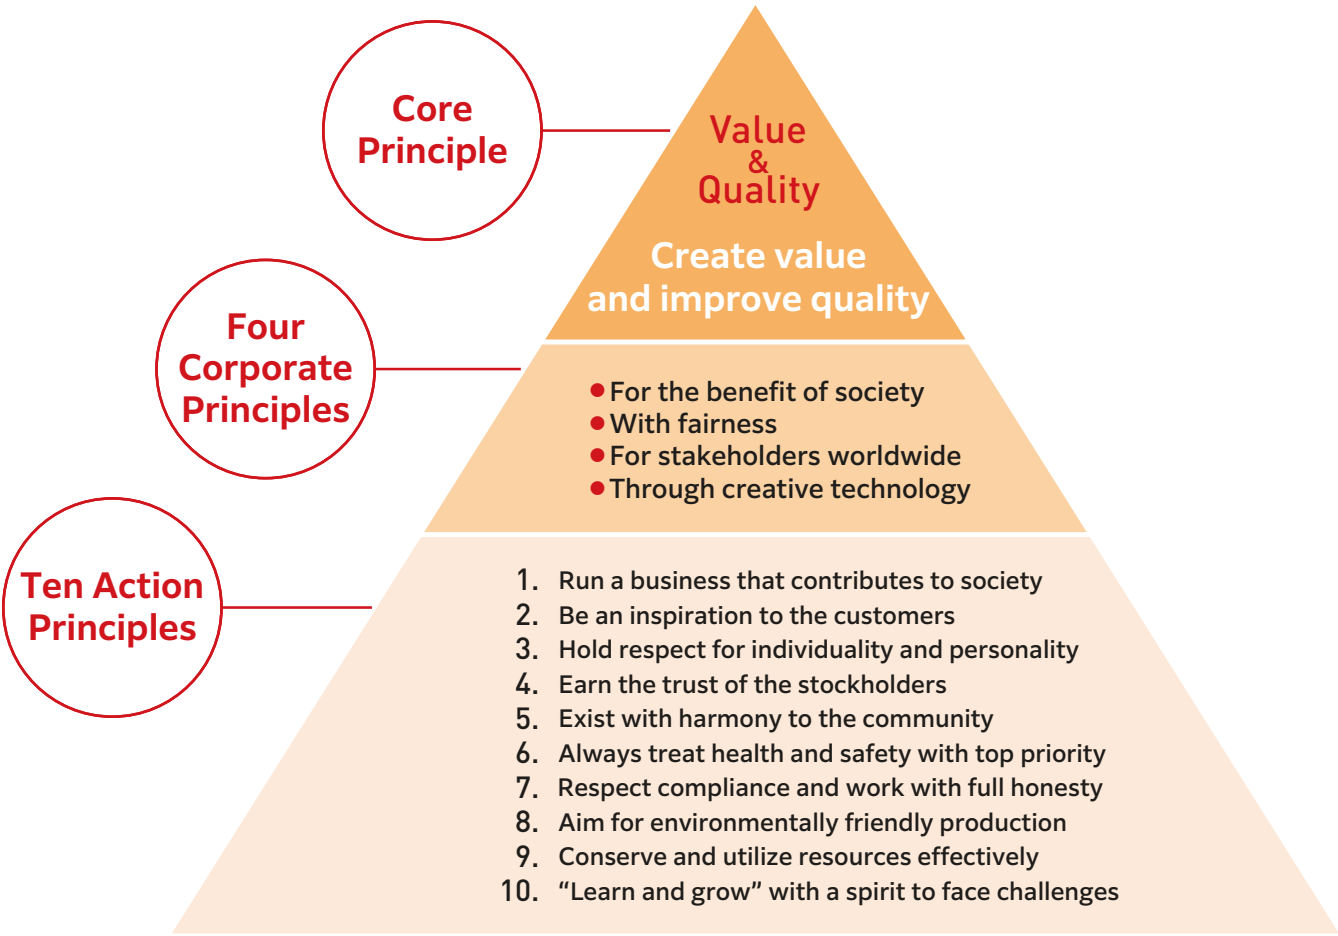 Core
Principle
Value
&
Quality
Create value
and improve quality
Four
Corporate
Principles
● For the benefit of society
● With fairness
● For stakeholders worldwide
● Through creative technology
Ten Action
Principles
1. Run a business that contributes to society
2. Be an inspiration to the customers
3. Hold respect for individuality and personality
4. Earn the trust of the stockholders
5. Exist with harmony to the community
6. Always treat health and safety with top priority
7. Respect compliance and work with full honesty
8. Aim for environmentally friendly production
9. Conserve and utilize resources effectively
10. “Learn and grow” with a spirit to face challenges